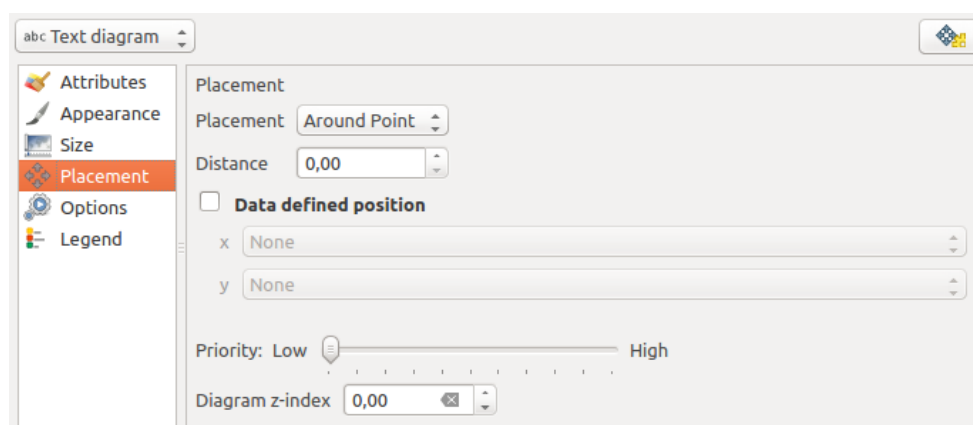 abc Text diagram
Attributes
Appearance
Size
Placement
Options
Legend
Placement
Placement Around Point
Distance 0,00
Data defined position
x None
y None
Priority: Low High
Diagram z-index 0,00